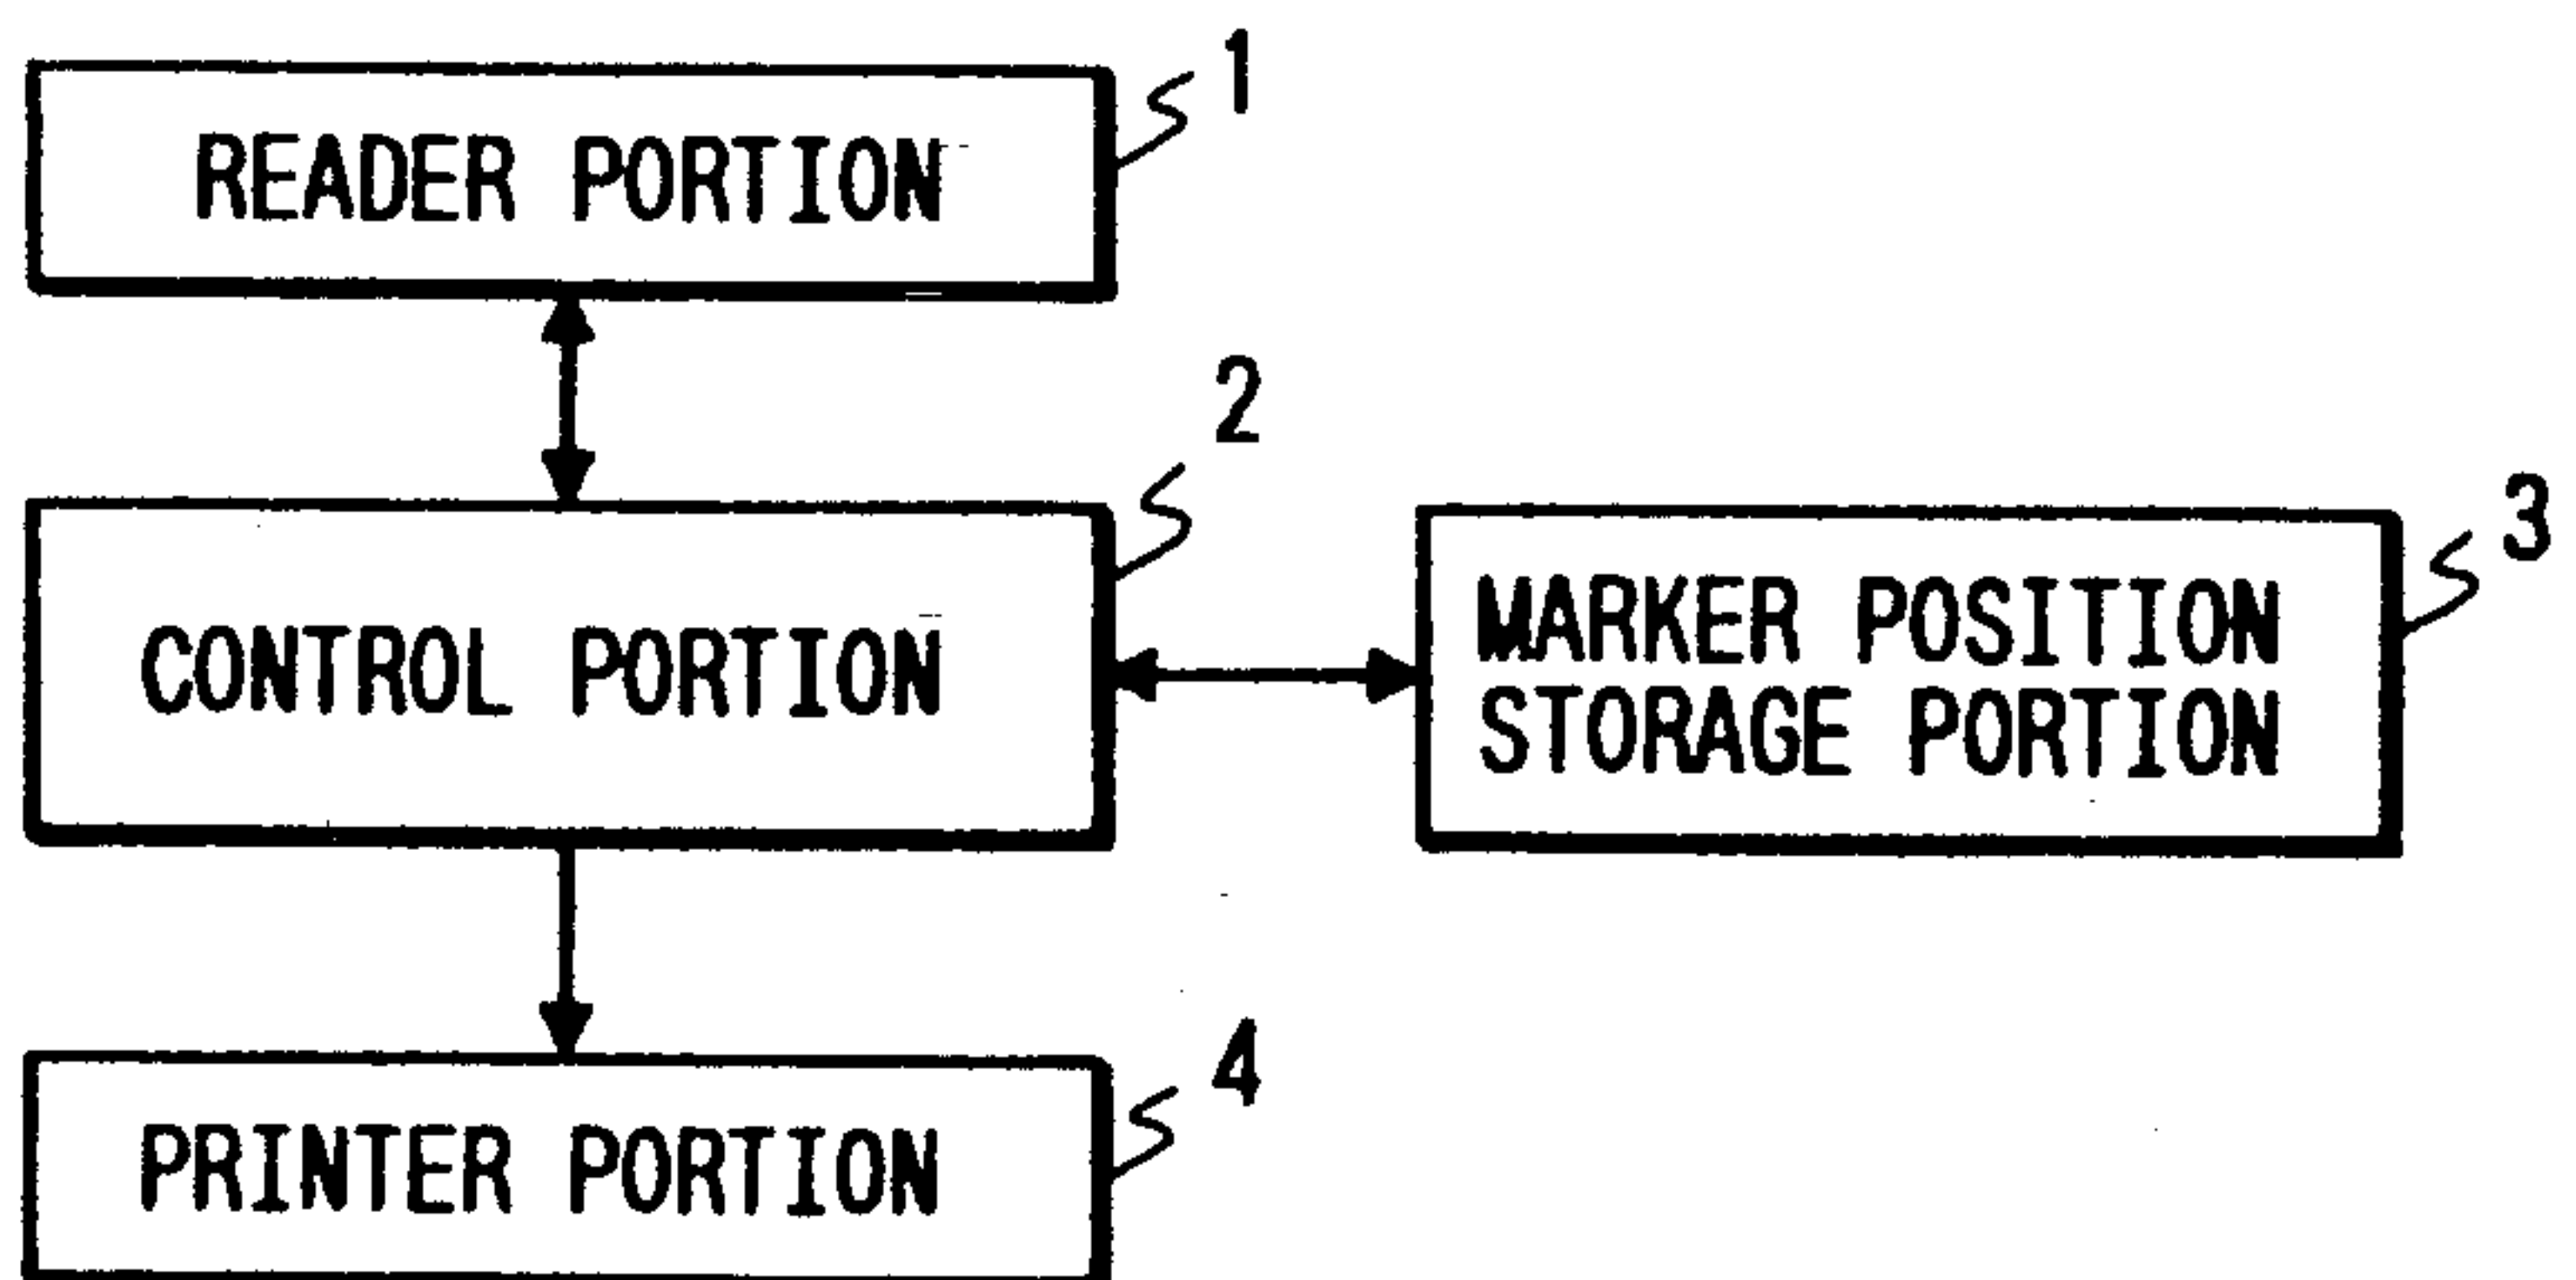 1
READER PORTION
2
CONTROL PORTION
3
MARKER POSITION
STORAGE PORTION
4
PRINTER PORTION